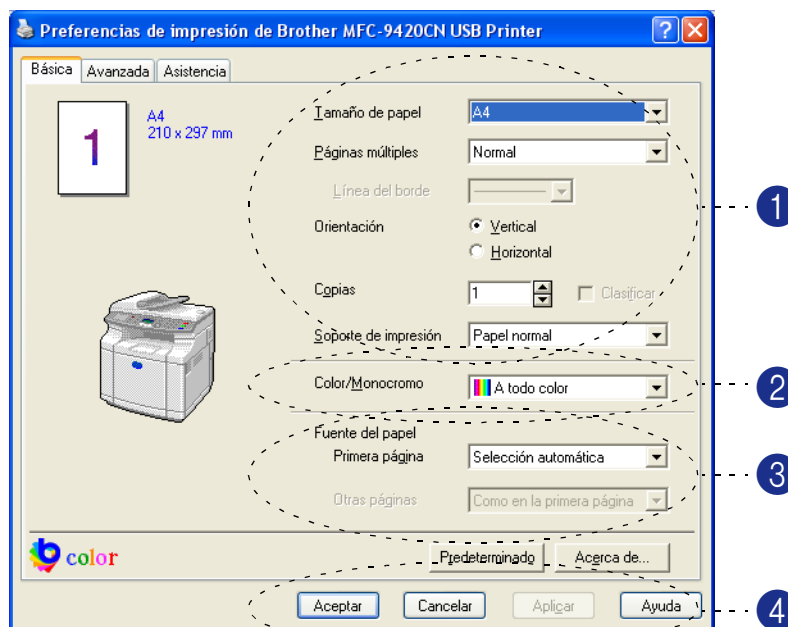 Preferencias de impresión de Brother MFC-9420CN USB Printer
Básica Avanzada Asistencia
1
A4
210 x 297 mm
Tamaño de papel A4
Páginas múltiples Normal
Línea del borde
Orientación Vertical
Horizontal
Copias 1 Clasificar
Soporte de impresión Papel normal
1
Color/Monocromo A todo color
2
Fuente del papel
Primera página Selección automática
Otras páginas Como en la primera página
3
color
Predeterminado Acerca de...
Aceptar Cancelar Aplicar Ayuda
4